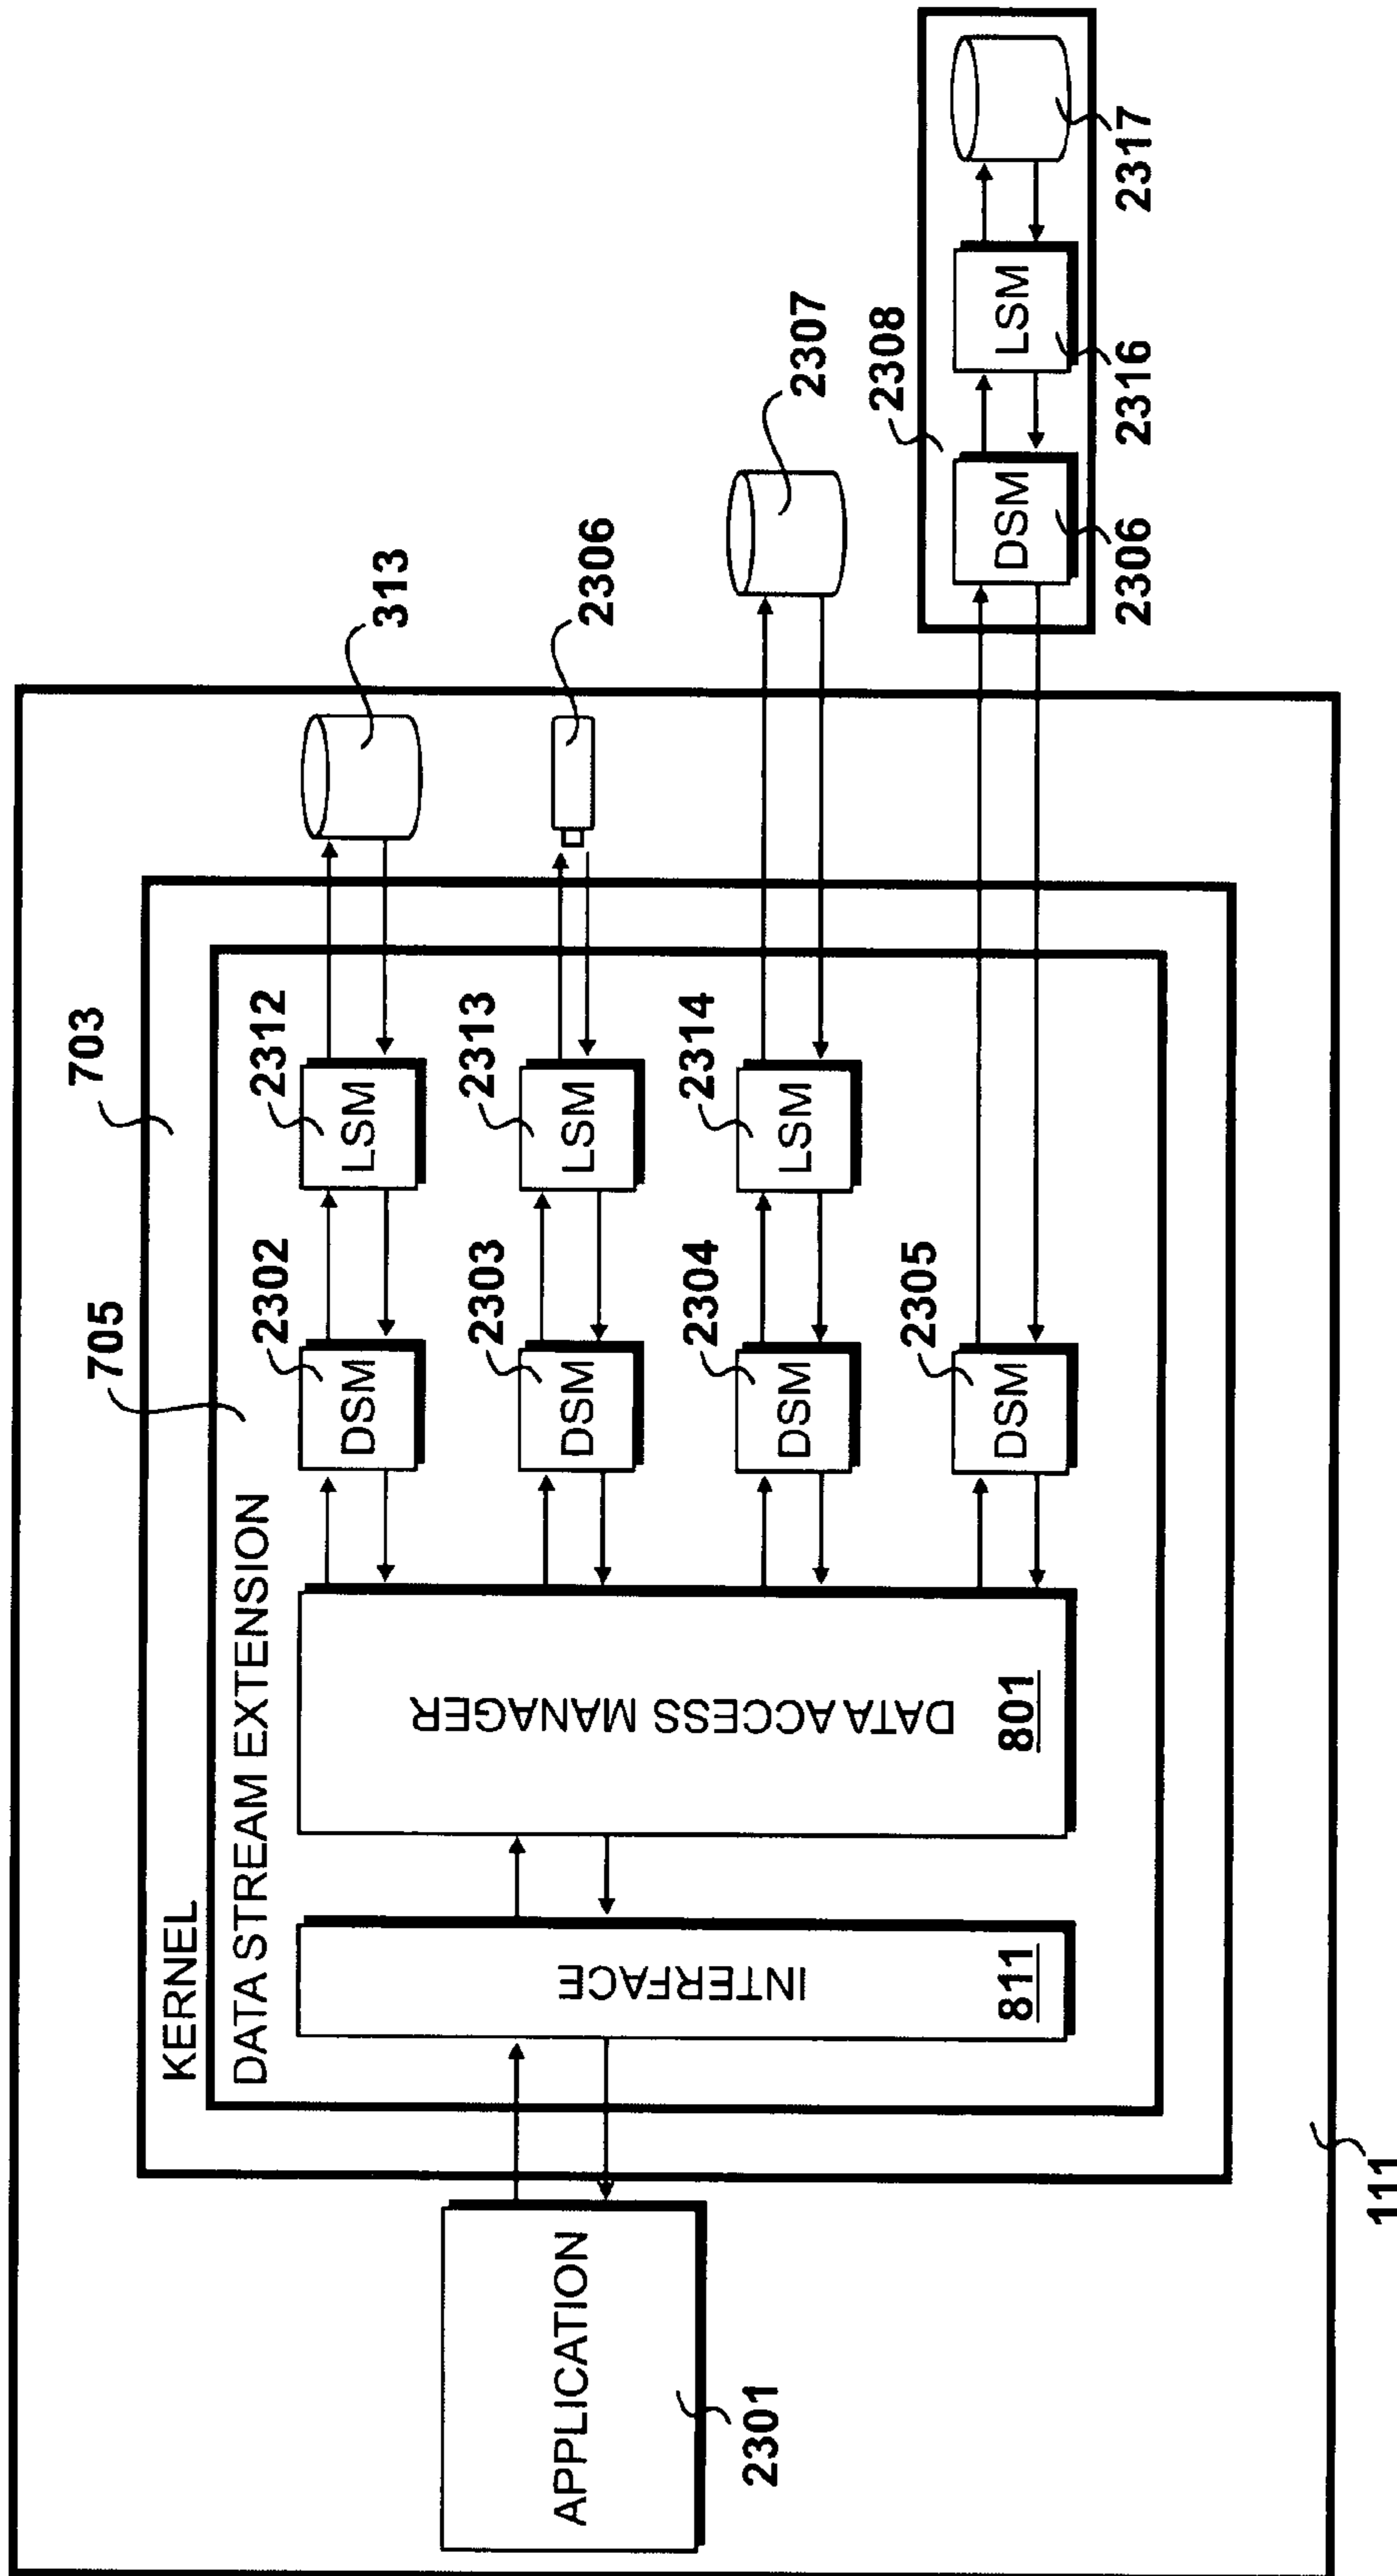 703
705
KERNEL
DATA STREAM EXTENSION
2302
DSM
2312
LSM
313
2303
DSM
2313
LSM
2306
2304
DSM
2314
LSM
2307
2305
DSM
2308
DSM
LSM
2306
2316
2317
APPLICATION
2301
INTERFACE
811
DATA ACCESS MANAGER
801
111